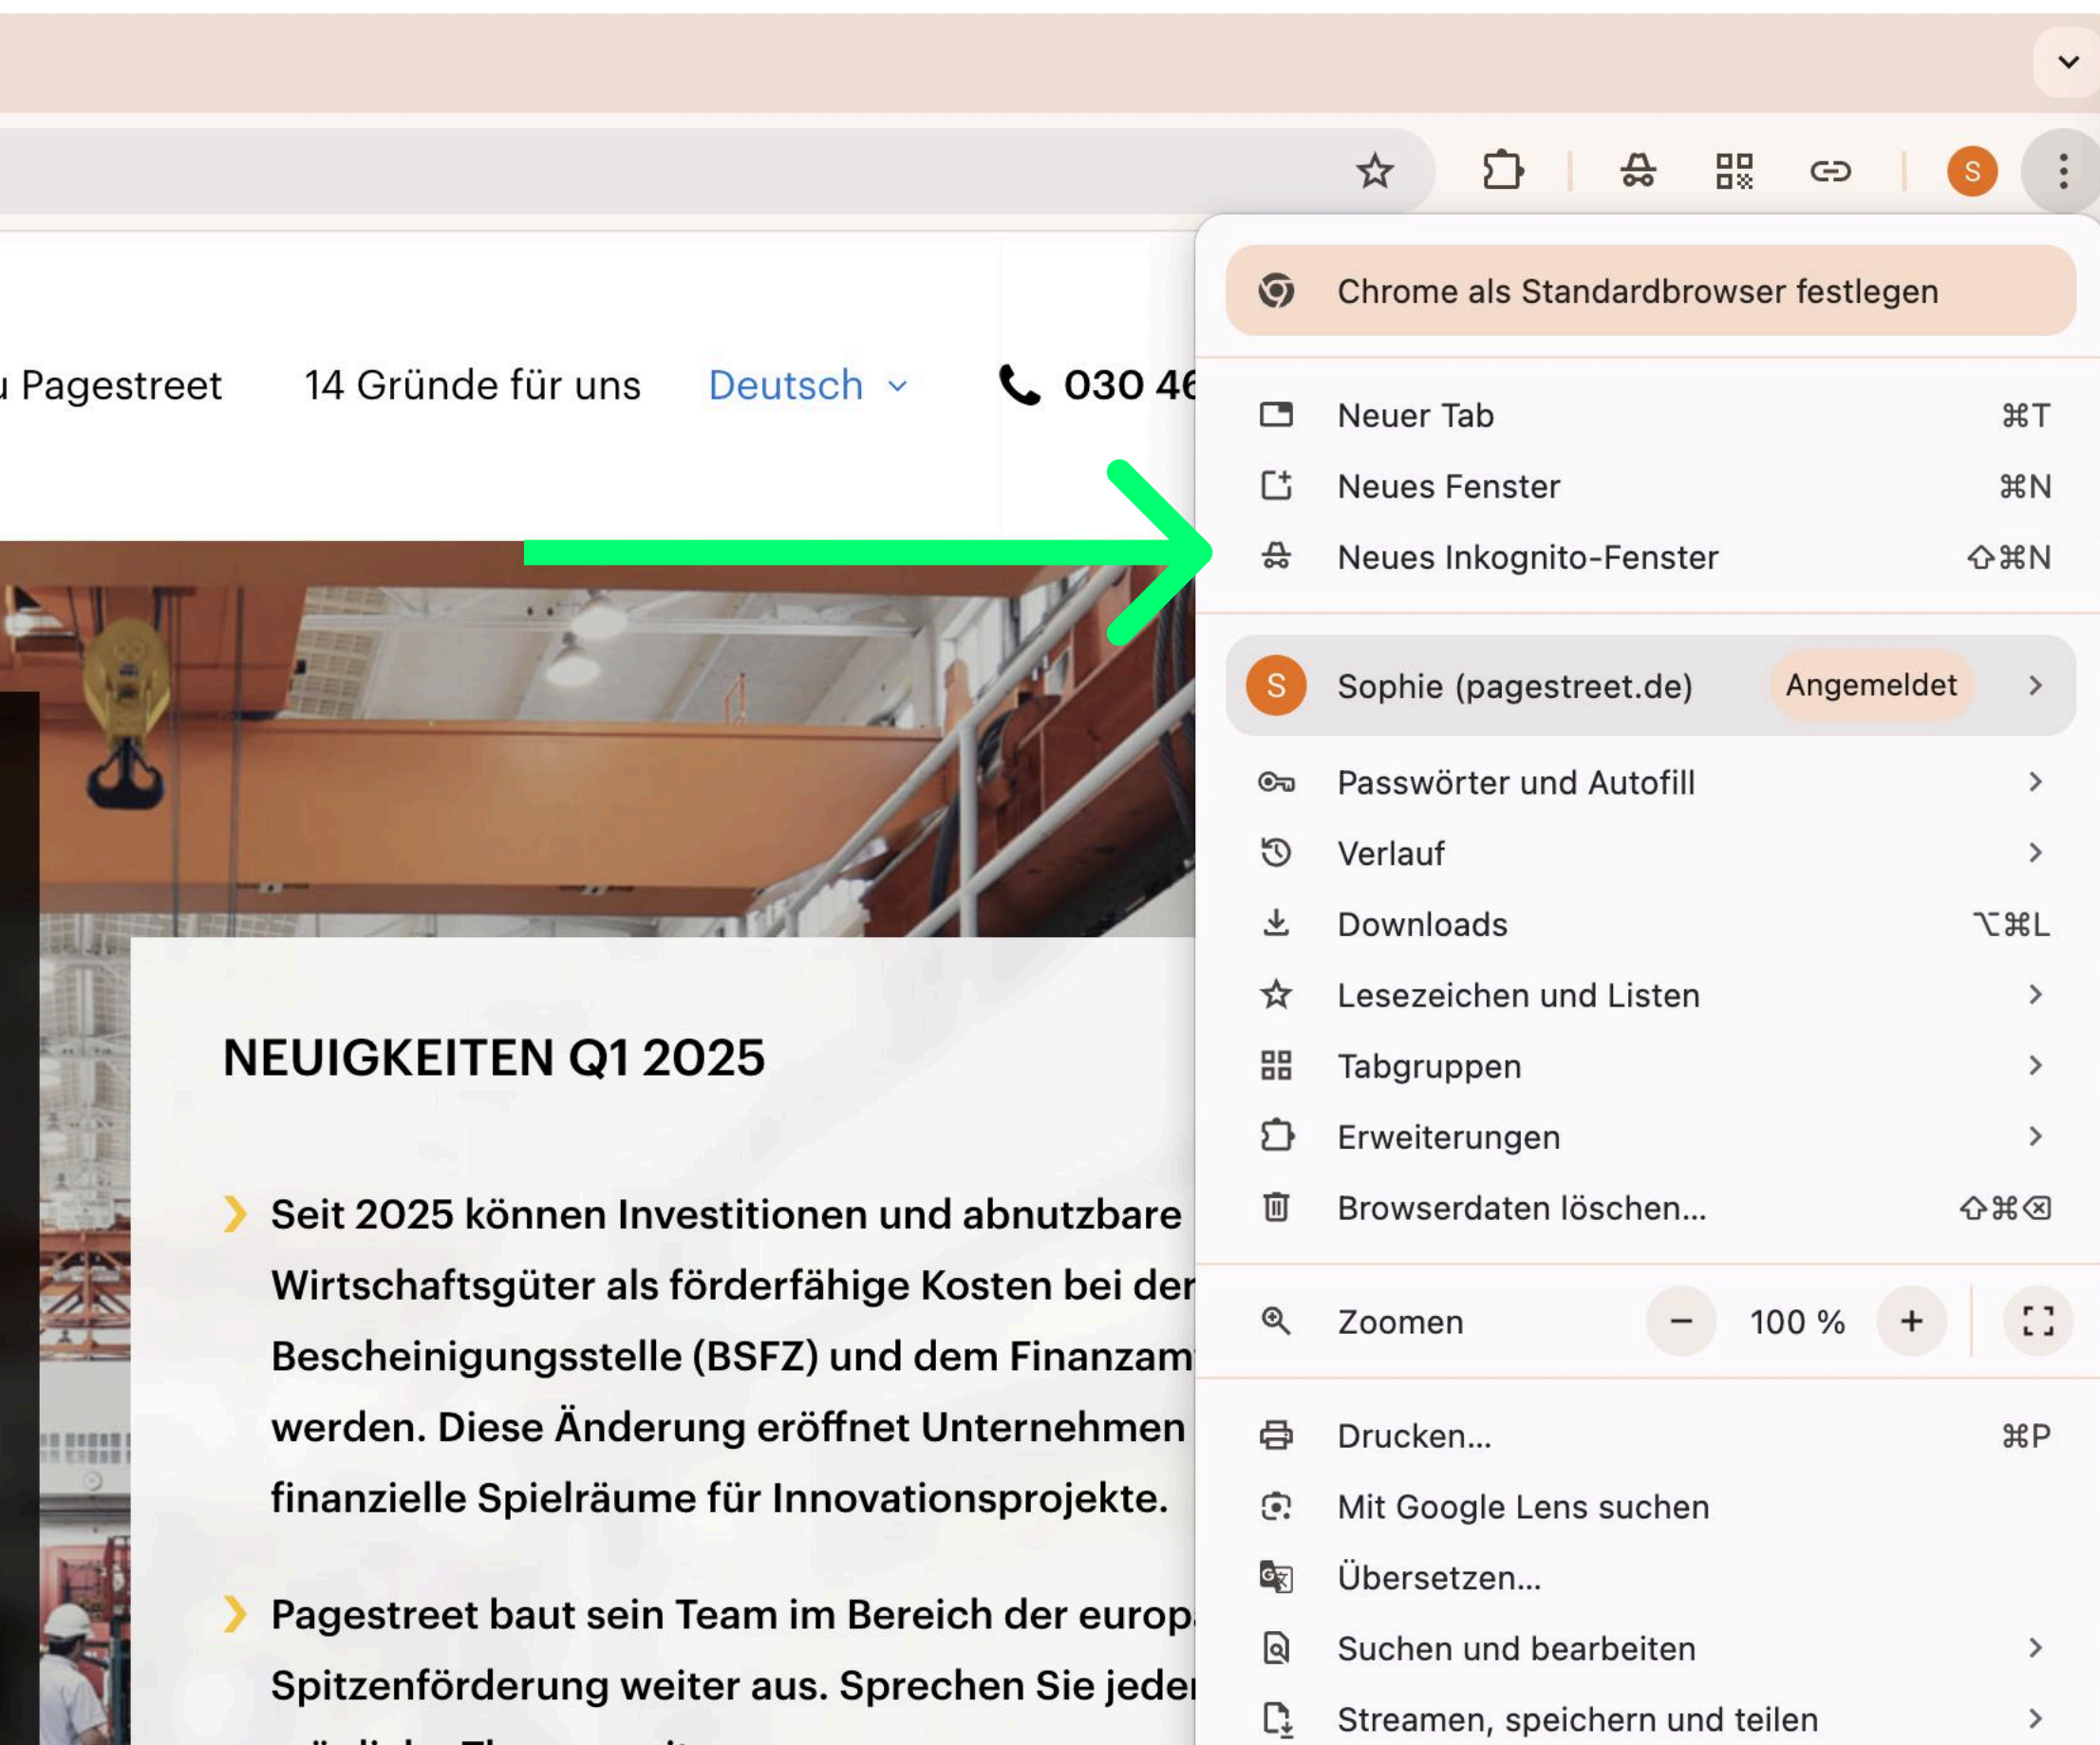 S
Pagestreet
14 Gründe für uns
Deutsch
030 46
NEUIGKEITEN Q1 2025
Seit 2025 können Investitionen und abnutzbare
Wirtschaftsgüter als förderfähige Kosten bei der
Bescheinigungsstelle (BSFZ) und dem
werden. Diese Änderung eröffnet Unternehmen
finanzielle Spielräume für Innovationsprojekte.
Pagestreet baut sein Team im Bereich der
Spitzenförderung weiter aus. Sprechen Sie
Chrome als Standardbrowser festlegen
Neuer Tab ⌘T
Neues Fenster ⌘N
Neues Inkognito-Fenster ⇧⌘N
S Sophie (pagestreet.de) Angemeldet
Passwörter und Autofill
Verlauf
Downloads ⌥⌘L
Lesezeichen und Listen
Tabgruppen
Erweiterungen
Browserdaten löschen... ⇧⌘⌫
Zoomen − 100 % +
Drucken... ⌘P
Mit Google Lens suchen
Übersetzen...
Suchen und bearbeiten
Streamen, speichern und teilen